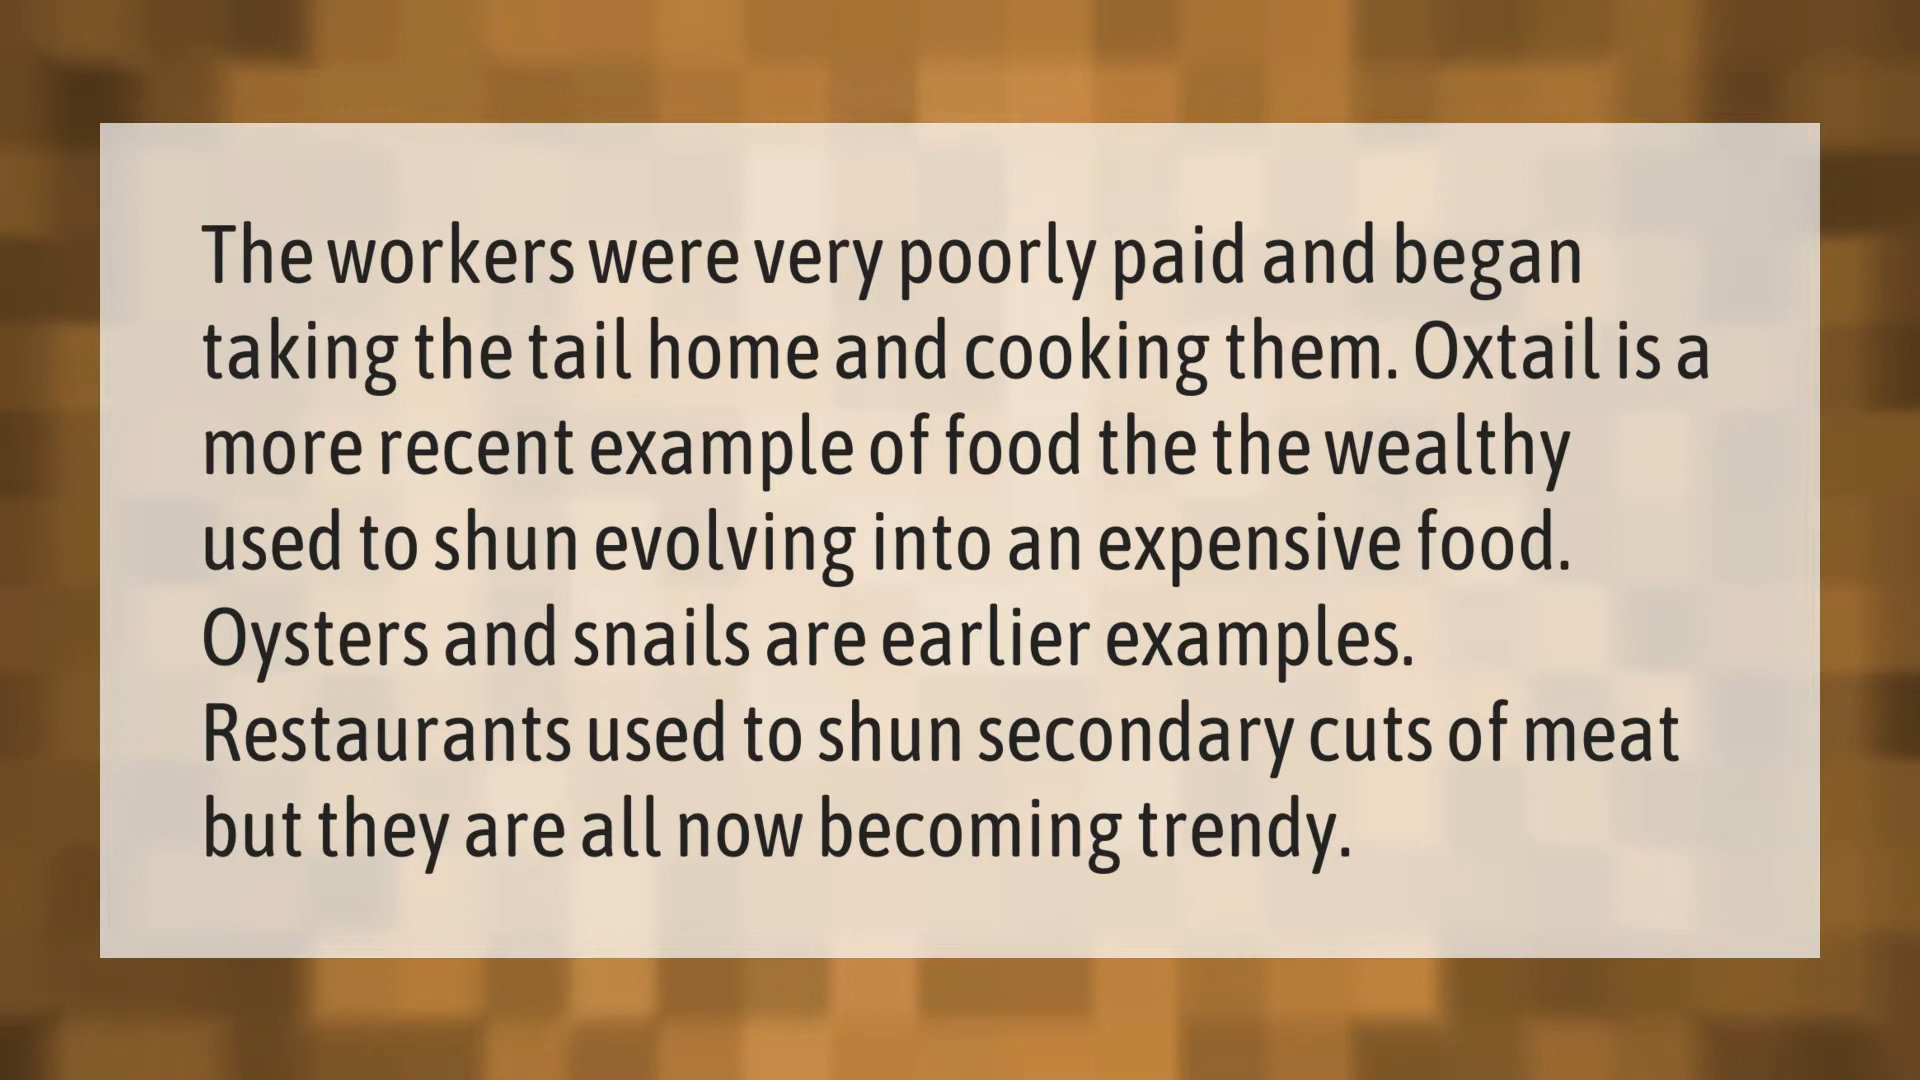 The workers were very poorly paid and began
taking the tail home and cooking them. Oxtail is a
more recent example of food the the wealthy
used to shun evolving into an expensive food.
Oysters and snails are earlier examples.
Restaurants used to shun secondary cuts of meat
but they are all now becoming trendy.